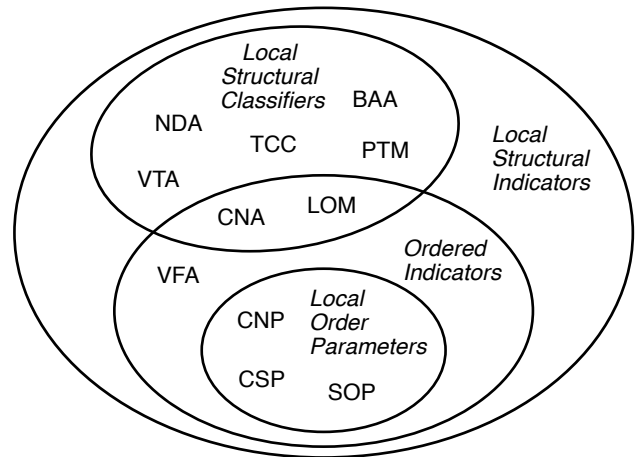 Local
Structural
Classifiers
BAA
NDA
TCC
PTM
VTA
Local
Structural
Indicators
CNA
LOM
Ordered
Indicators
VFA
Local
Order
Parameters
CNP
CSP
SOP